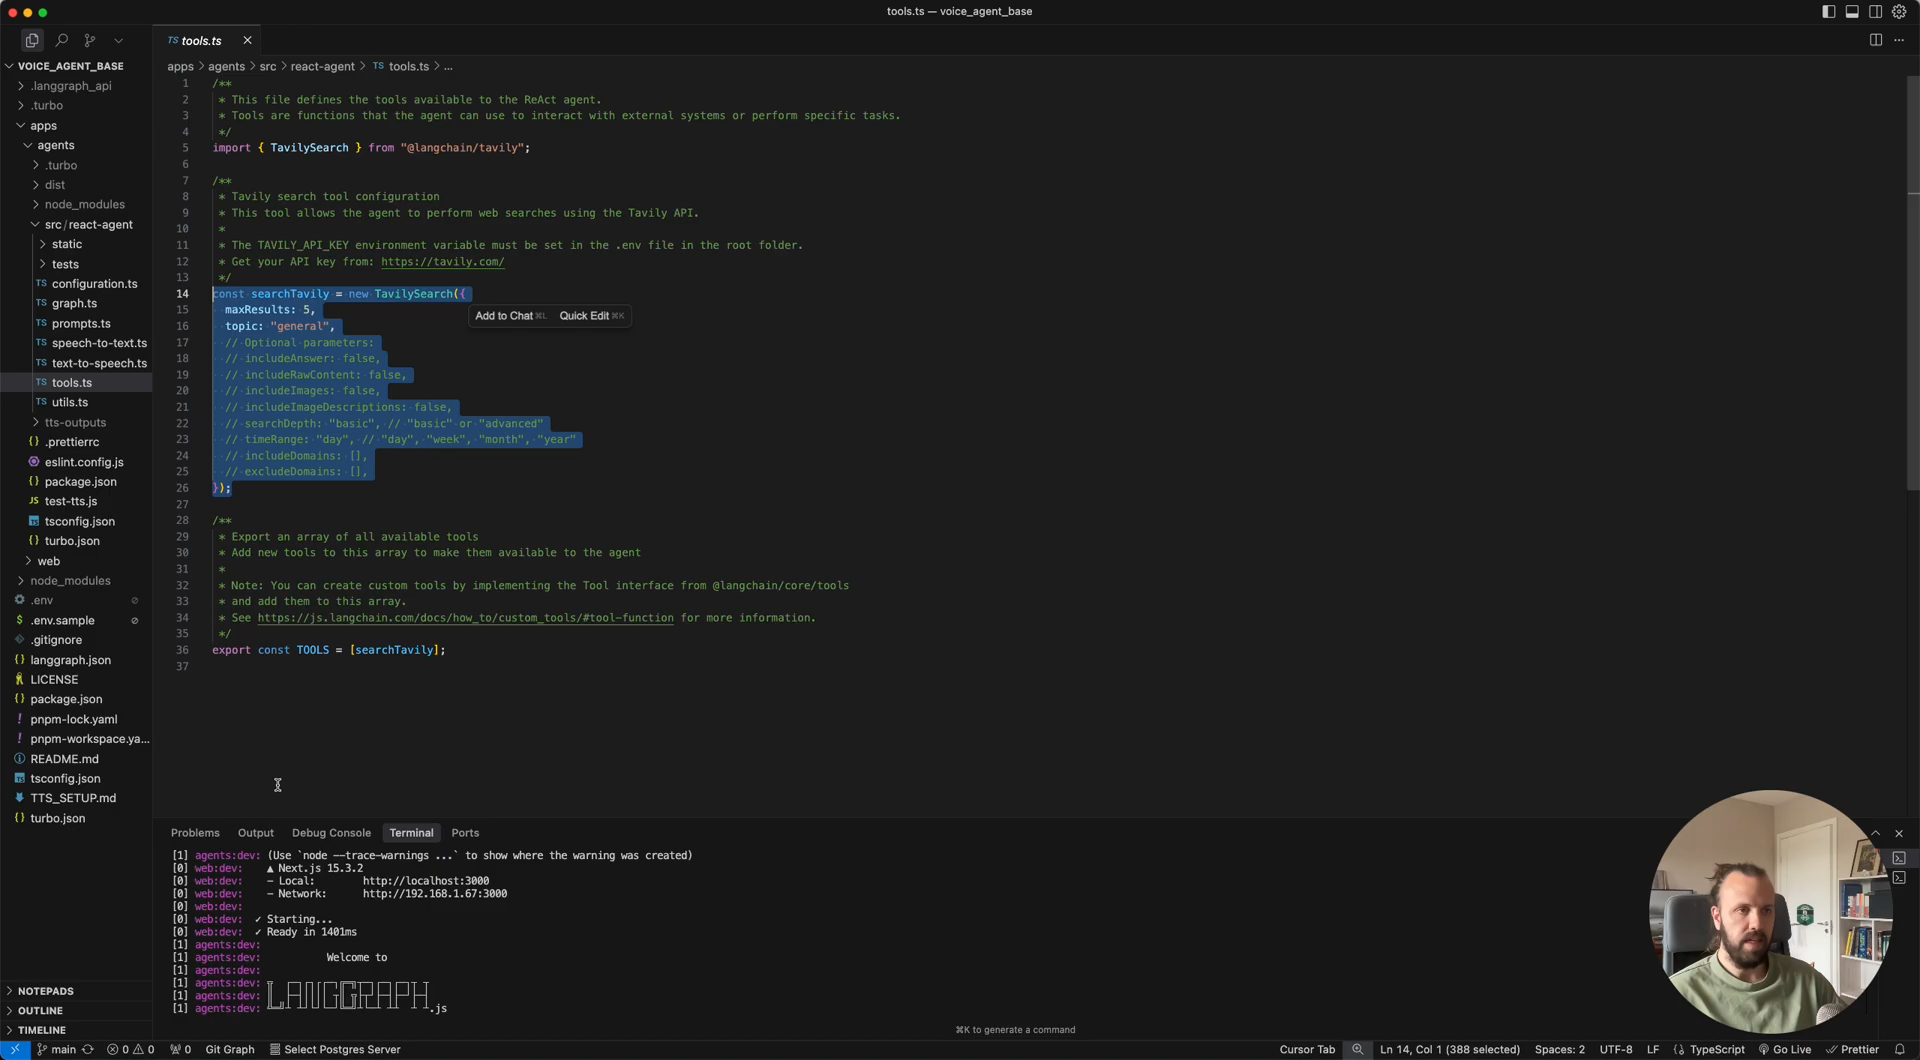 tools.ts — voice_agent_base
TS tools.ts
VOICE_AGENT_BASE
.langgraph_api
.turbo
apps
agents
.turbo
dist
node_modules
src/react-agent
static
tests
TS configuration.ts
TS graph.ts
TS prompts.ts
TS speech-to-text.ts
TS text-to-speech.ts
TS tools.ts
TS utils.ts
tts-outputs
{} .prettierrc
eslint.config.js
{} package.json
JS test-tts.js
tsconfig.json
{} turbo.json
web
node_modules
.env
$ .env.sample
.gitignore
{} langgraph.json
LICENSE
{} package.json
! pnpm-lock.yaml
! pnpm-workspace.ya...
README.md
tsconfig.json
TTS_SETUP.md
{} turbo.json
NOTEPADS
OUTLINE
TIMELINE
apps > agents > src > react-agent > TS tools.ts > ...
1 /**
2 * This file defines the tools available to the ReAct agent.
3 * Tools are functions that the agent can use to interact with external systems or perform specific tasks.
4 */
5 import { TavilySearch } from "@langchain/tavily";
6
7 /**
8 * Tavily search tool configuration
9 * This tool allows the agent to perform web searches using the Tavily API.
10 *
11 * The TAVILY_API_KEY environment variable must be set in the .env file in the root folder.
12 * Get your API key from: https://tavily.com/
13 */
14 const searchTavily = new TavilySearch({
15 maxResults: 5,
Add to Chat ⌘L Quick Edit ⌘K
16 topic: "general",
17 // Optional parameters:
18 // includeAnswer: false,
19 // includeRawContent: false,
20 // includeImages: false,
21 // includeImageDescriptions: false,
22 // searchDepth: "basic", // "basic" or "advanced"
23 // timeRange: "day", // "day", "week", "month", "year"
24 // includeDomains: [],
25 // excludeDomains: [],
26 });
27
28 /**
29 * Export an array of all available tools
30 * Add new tools to this array to make them available to the agent
31 *
32 * Note: You can create custom tools by implementing the Tool interface from @langchain/core/tools
33 * and add them to this array.
34 * See https://js.langchain.com/docs/how_to/custom_tools/#tool-function for more information.
35 */
36 export const TOOLS = [searchTavily];
37
Problems Output Debug Console Terminal Ports
[1] agents:dev: (Use `node --trace-warnings ...` to show where the warning was created)
[0] web:dev: ▲ Next.js 15.3.2
[0] web:dev: - Local: http://localhost:3000
[0] web:dev: - Network: http://192.168.1.67:3000
[0] web:dev:
[0] web:dev: ✓ Starting...
[0] web:dev: ✓ Ready in 1401ms
[1] agents:dev:
[1] agents:dev: Welcome to
[1] agents:dev:
[1] agents:dev:
[1] agents:dev: LANGGRAPH
[1] agents:dev: .js
⌘K to generate a command
main 0 0 0 Git Graph Select Postgres Server Cursor Tab Ln 14, Col 1 (388 selected) Spaces: 2 UTF-8 LF {} TypeScript Go Live Prettier